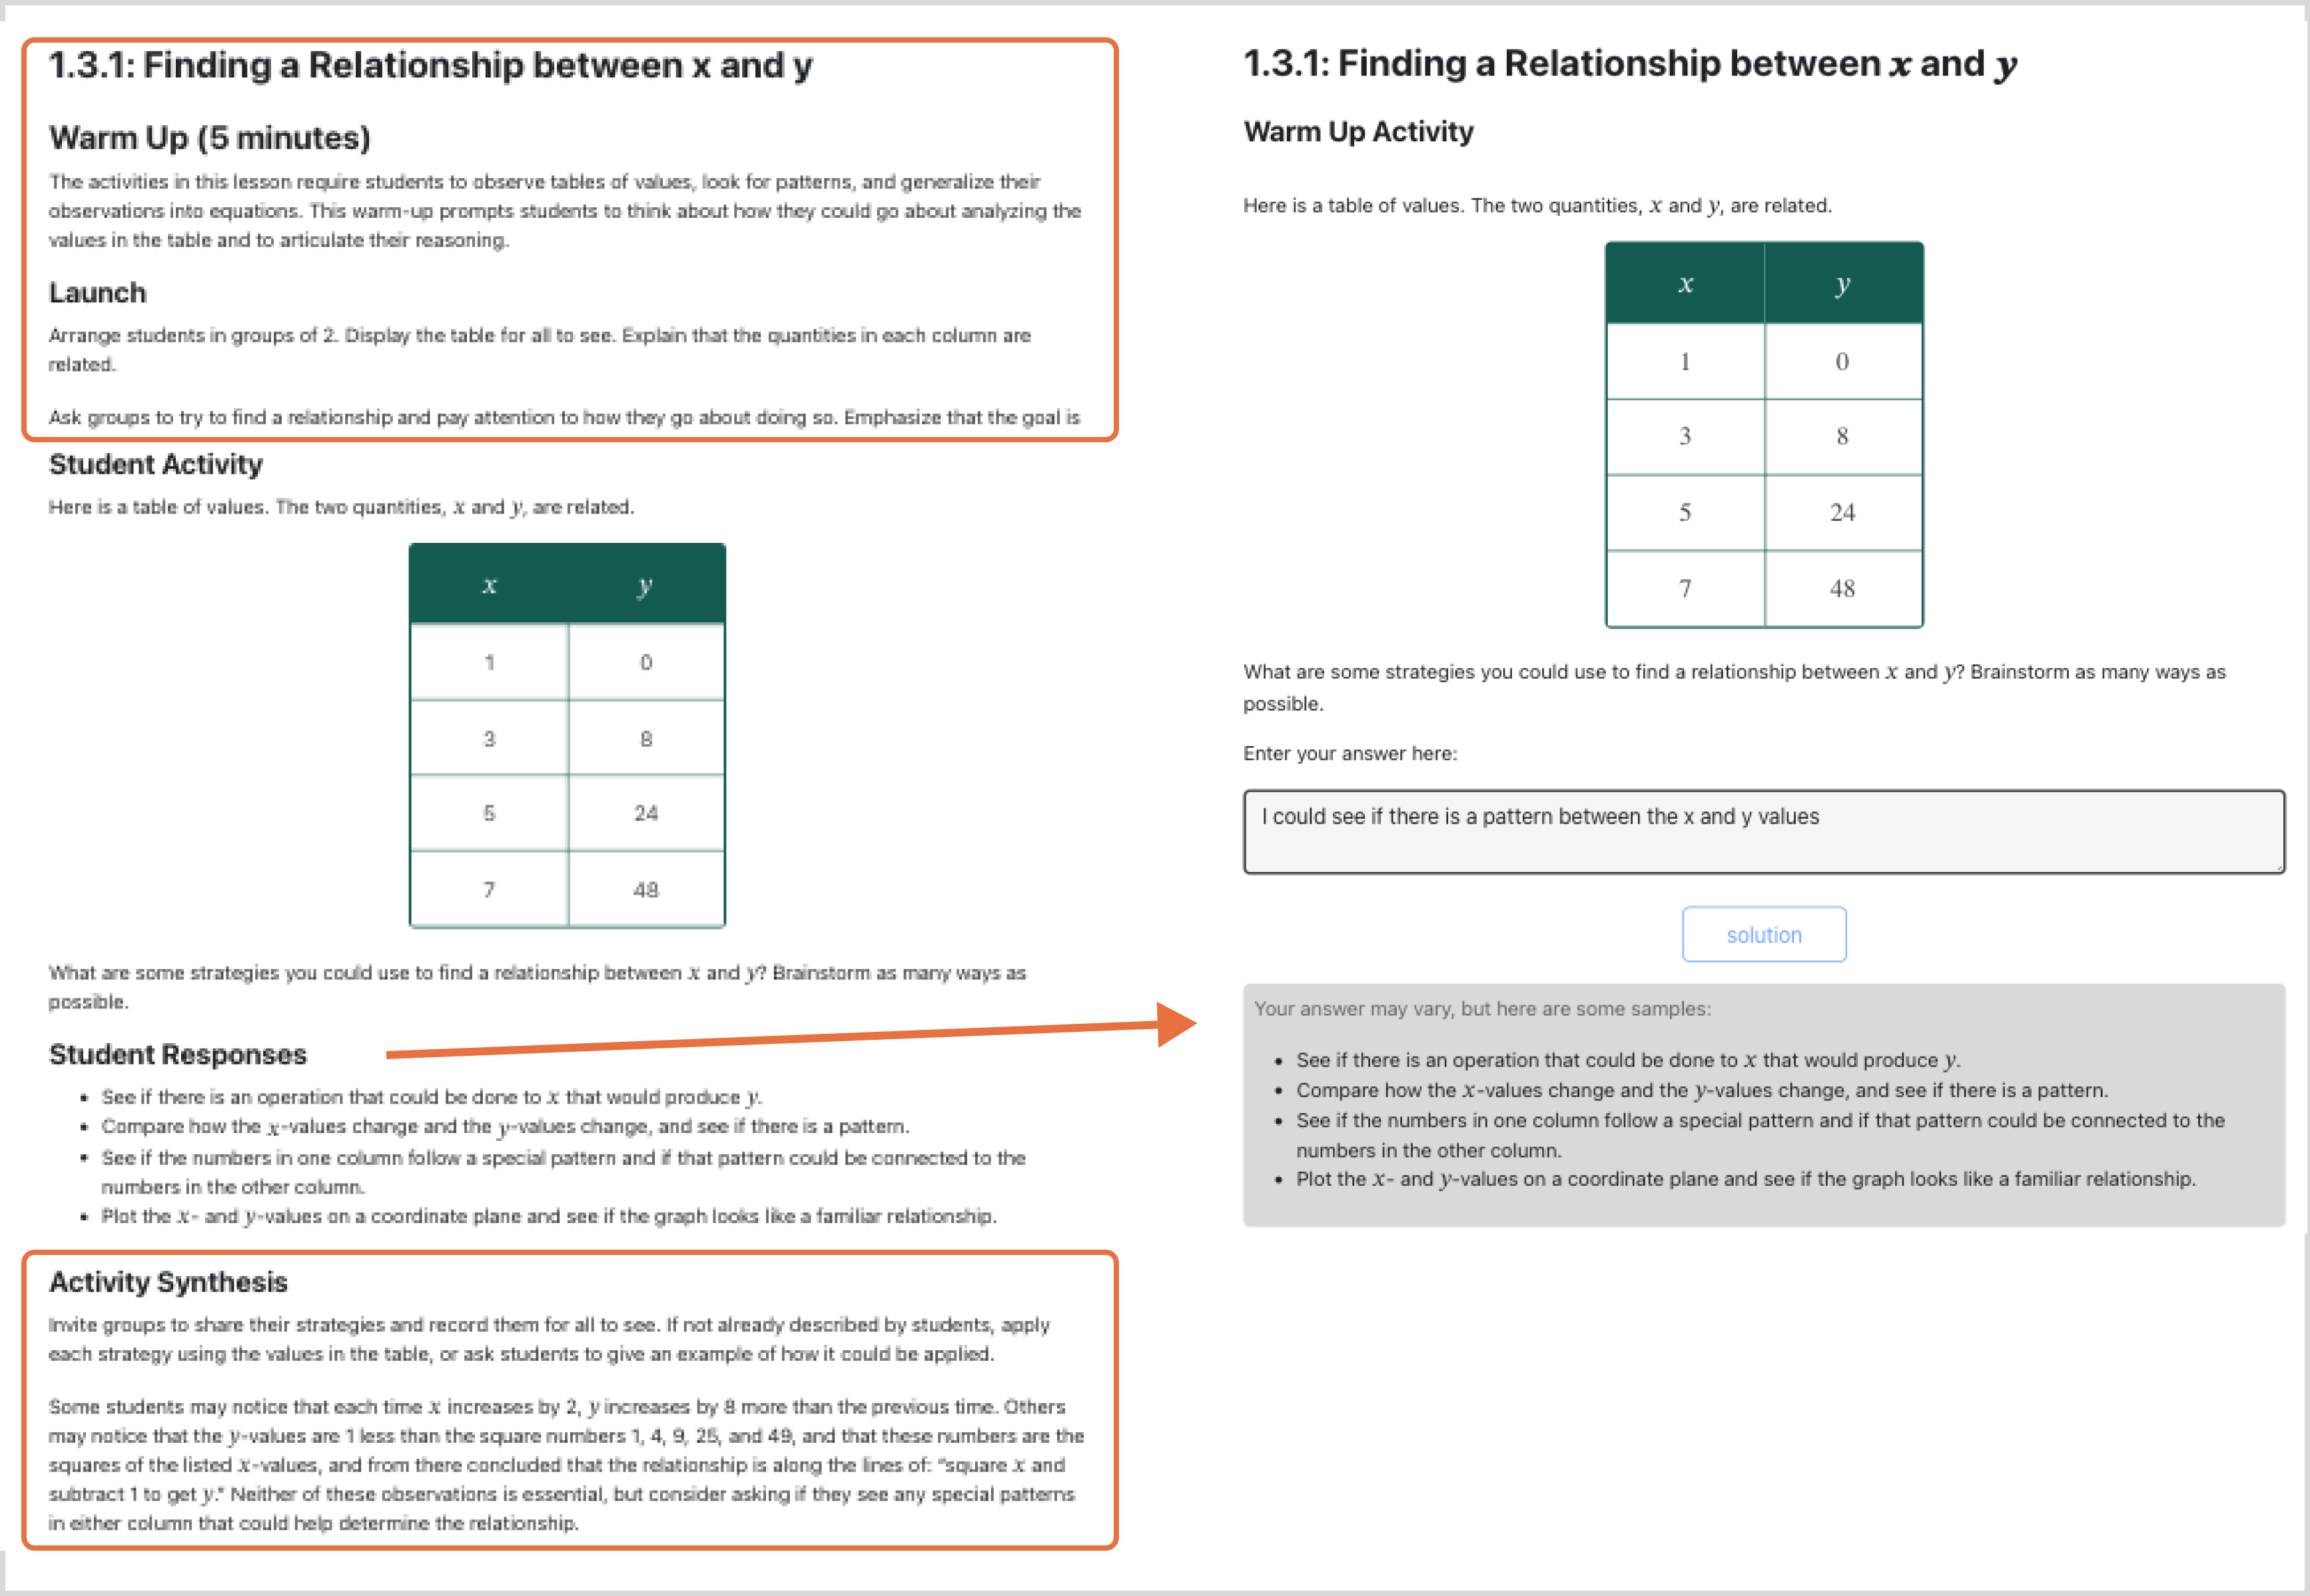 1.3.1: Finding a Relationship between x and y
Warm Up (5 minutes)
The activities in this lesson require students to observe tables of values, look for patterns, and generalize their
observations into equations. This warm-up prompts students to think about how they could go about analyzing the
values in the table and to articulate their reasoning.
Launch
Arrange students in groups of 2. Display the table for all to see. Explain that the quantities in each column are
related.
Ask groups to try to find a relationship and pay attention to how they go about doing so. Emphasize that the goal is
Student Activity
Here is a table of values. The two quantities, x and y, are related.
x y
1 0
3 8
5 24
7 48
What are some strategies you could use to find a relationship between x and y? Brainstorm as many ways as
possible.
Student Responses
• See if there is an operation that could be done to x that would produce y.
• Compare how the x-values change and the y-values change, and see if there is a pattern.
• See if the numbers in one column follow a special pattern and if that pattern could be connected to the
numbers in the other column.
• Plot the x- and y-values on a coordinate plane and see if the graph looks like a familiar relationship.
Activity Synthesis
Invite groups to share their strategies and record them for all to see. If not already described by students, apply
each strategy using the values in the table, or ask students to give an example of how it could be applied.
Some students may notice that each time x increases by 2, y increases by 8 more than the previous time. Others
may notice that the y-values are 1 less than the square numbers 1, 4, 9, 25, and 49, and that these numbers are the
squares of the listed x-values, and from there concluded that the relationship is along the lines of: "square x and
subtract 1 to get y." Neither of these observations is essential, but consider asking if they see any special patterns
in either column that could help determine the relationship.
1.3.1: Finding a Relationship between x and y
Warm Up Activity
Here is a table of values. The two quantities, x and y, are related.
x y
1 0
3 8
5 24
7 48
What are some strategies you could use to find a relationship between x and y? Brainstorm as many ways as
possible.
Enter your answer here:
I could see if there is a pattern between the x and y values
solution
Your answer may vary, but here are some samples:
• See if there is an operation that could be done to x that would produce y.
• Compare how the x-values change and the y-values change, and see if there is a pattern.
• See if the numbers in one column follow a special pattern and if that pattern could be connected to the
numbers in the other column.
• Plot the x- and y-values on a coordinate plane and see if the graph looks like a familiar relationship.